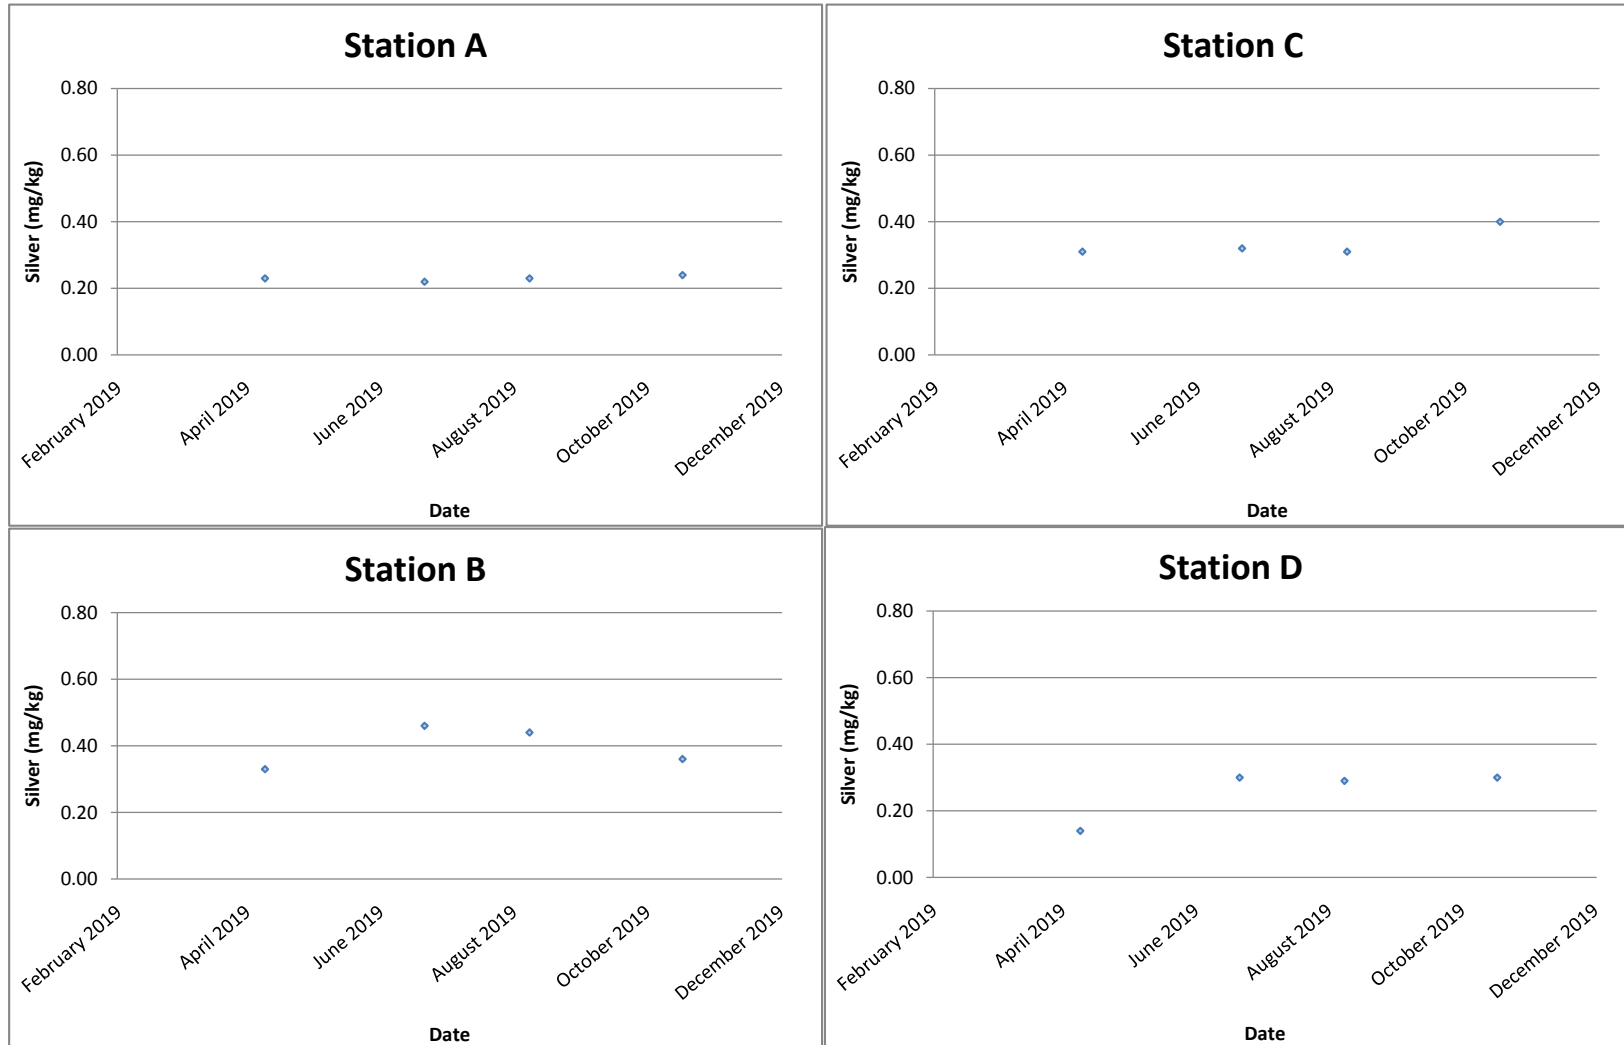 Station A
0.80
0.60
0.40
0.20
0.00
Silver (mg/kg)
February 2019
April 2019
June 2019
August 2019
October 2019
December 2019
Date
Station C
0.80
0.60
0.40
0.20
0.00
Silver (mg/kg)
February 2019
April 2019
June 2019
August 2019
October 2019
December 2019
Date
Station B
0.80
0.60
0.40
0.20
0.00
Silver (mg/kg)
February 2019
April 2019
June 2019
August 2019
October 2019
December 2019
Date
Station D
0.80
0.60
0.40
0.20
0.00
Silver (mg/kg)
February 2019
April 2019
June 2019
August 2019
October 2019
December 2019
Date